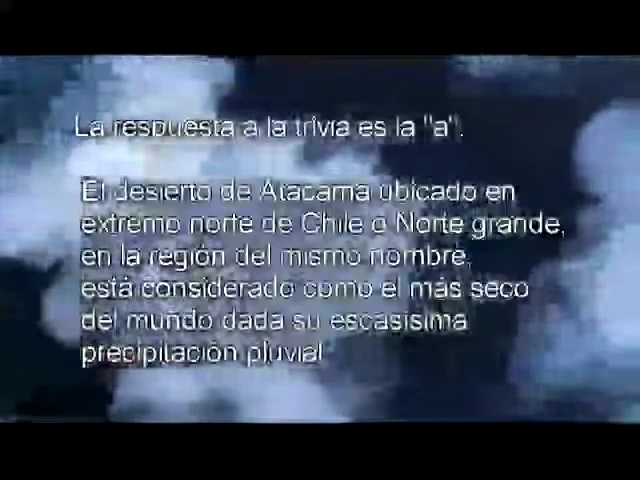 La respuesta a la trivia es la "a".
El desierto de Atacama ubicado en
extremo norte de Chile o Norte grande,
en la región del mismo nombre,
está considerado como el más seco
del mundo dada su escasísima
precipitación pluvial